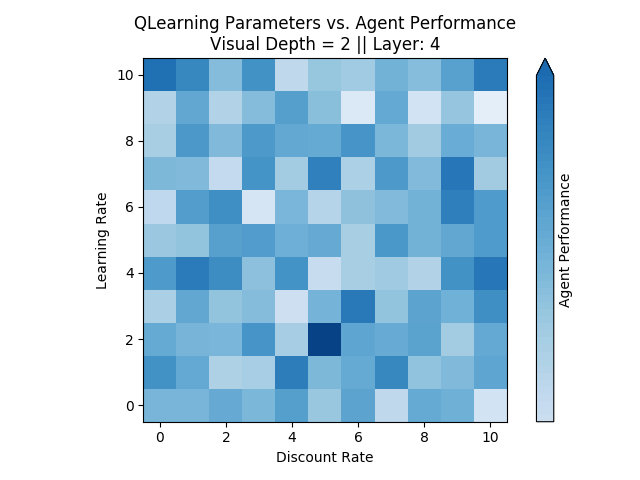 QLearning Parameters vs. Agent Performance
Visual Depth = 2 || Layer: 4
10
8
6
4
2
0
Learning Rate
0 2 4 6 8 10
Discount Rate
Agent Performance